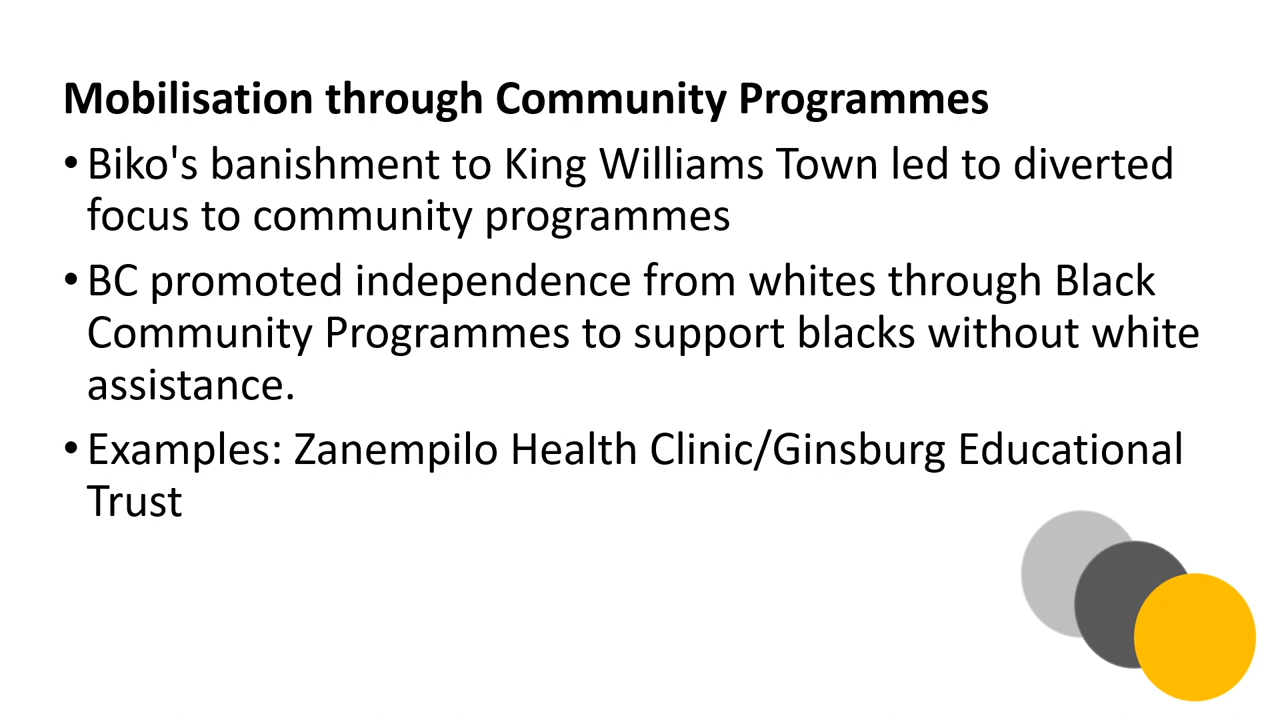 Mobilisation through Community Programmes
• Biko's banishment to King Williams Town led to diverted
focus to community programmes
• BC promoted independence from whites through Black
Community Programmes to support blacks without white
assistance.
• Examples: Zanempilo Health Clinic/Ginsburg Educational
Trust